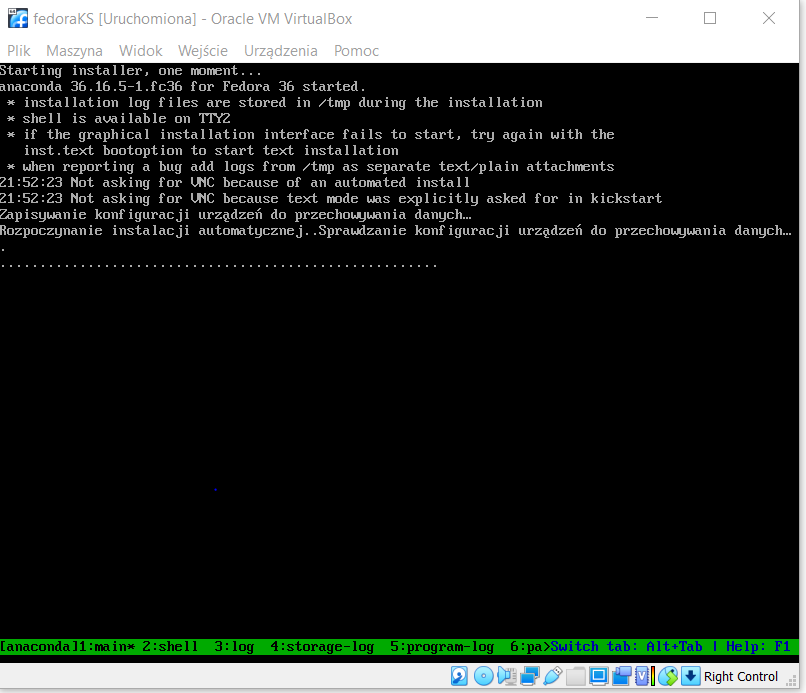 fedoraKS [Uruchomiona] - Oracle VM VirtualBox
Plik Maszyna Widok Wejście Urządzenia Pomoc
Starting installer, one moment...
anaconda 36.16.5-1.fc36 for Fedora 36 started.
* installation log files are stored in /tmp during the installation
* shell is available on TTY2
* if the graphical installation interface fails to start, try again with the
inst.text bootoption to start text installation
* when reporting a bug add logs from /tmp as separate text/plain attachments
21:52:23 Not asking for VNC because of an automated install
21:52:23 Not asking for VNC because text mode was explicitly asked for in kickstart
Zapisywanie konfiguracji urządzeń do przechowywania danych…
Rozpoczynanie instalacji automatycznej..Sprawdzanie konfiguracji urządzeń do przechowywania danych…
.
.......................................................
[anaconda]1:main* 2:shell 3:log 4:storage-log 5:program-log 6:pa>Switch tab: Alt+Tab | Help: F1
Right Control